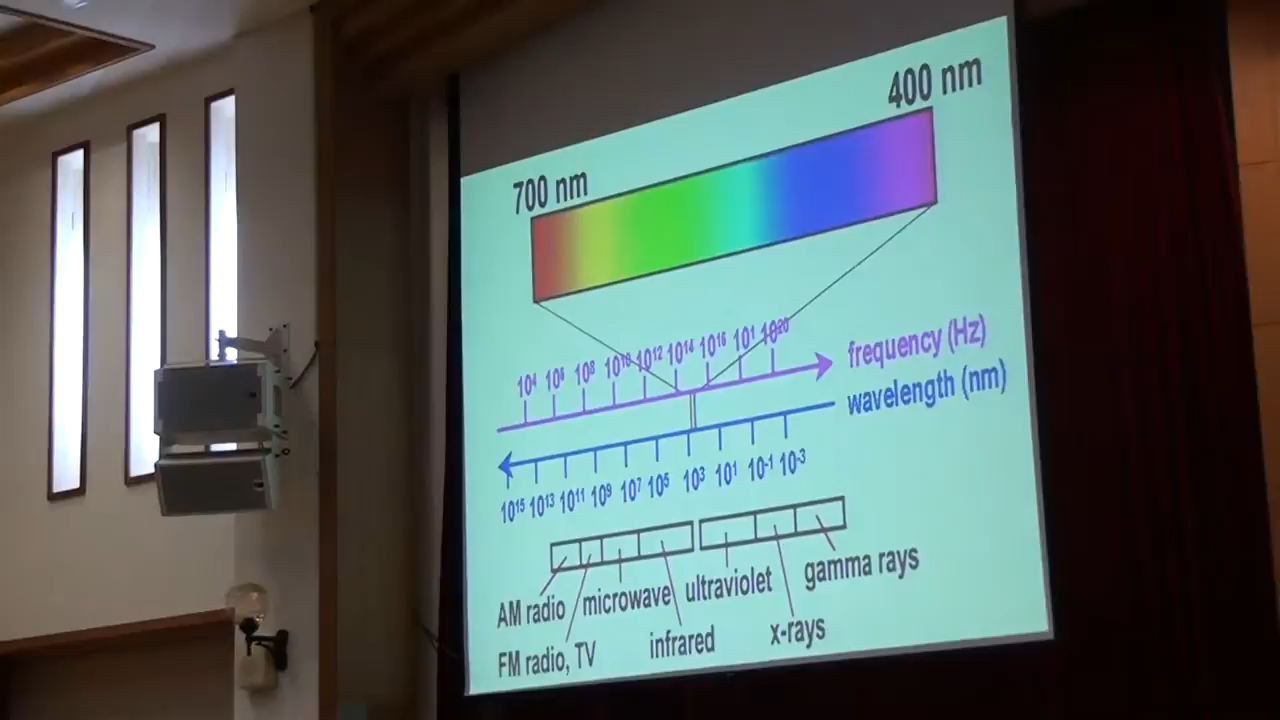 400 nm
700 nm
10⁴ 10⁶ 10⁸ 10¹⁰ 10¹² 10¹⁴ 10¹⁶ 10¹ 10²⁰
frequency (Hz)
wavelength (nm)
10¹⁵ 10¹³ 10¹¹ 10⁹ 10⁷ 10⁵ 10³ 10¹ 10⁻¹ 10⁻³
AM radio
microwave
ultraviolet
gamma rays
FM radio, TV
infrared
x-rays